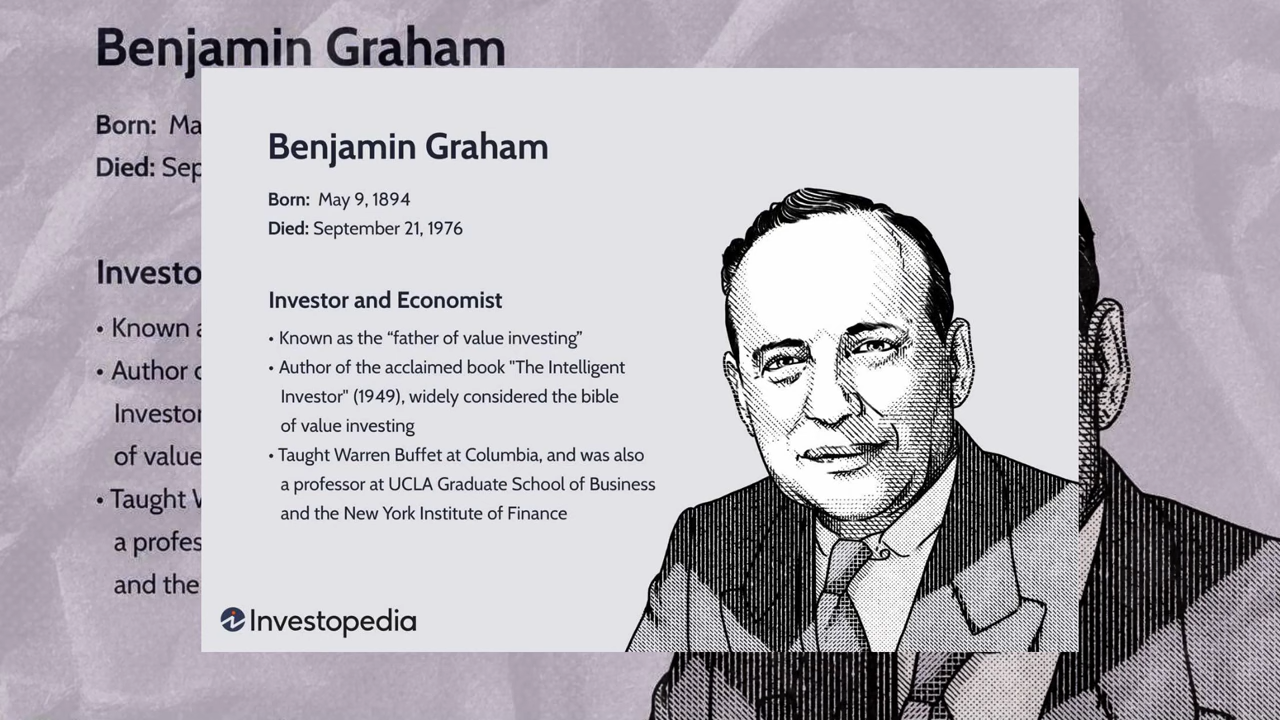 Benjamin Graham
Born: Ma
Died: Sep
Investo
• Known a
• Author o
Investor
of value
• Taught W
a profes
and the
Benjamin Graham
Born: May 9, 1894
Died: September 21, 1976
Investor and Economist
• Known as the “father of value investing”
• Author of the acclaimed book "The Intelligent
Investor" (1949), widely considered the bible
of value investing
• Taught Warren Buffet at Columbia, and was also
a professor at UCLA Graduate School of Business
and the New York Institute of Finance
Investopedia